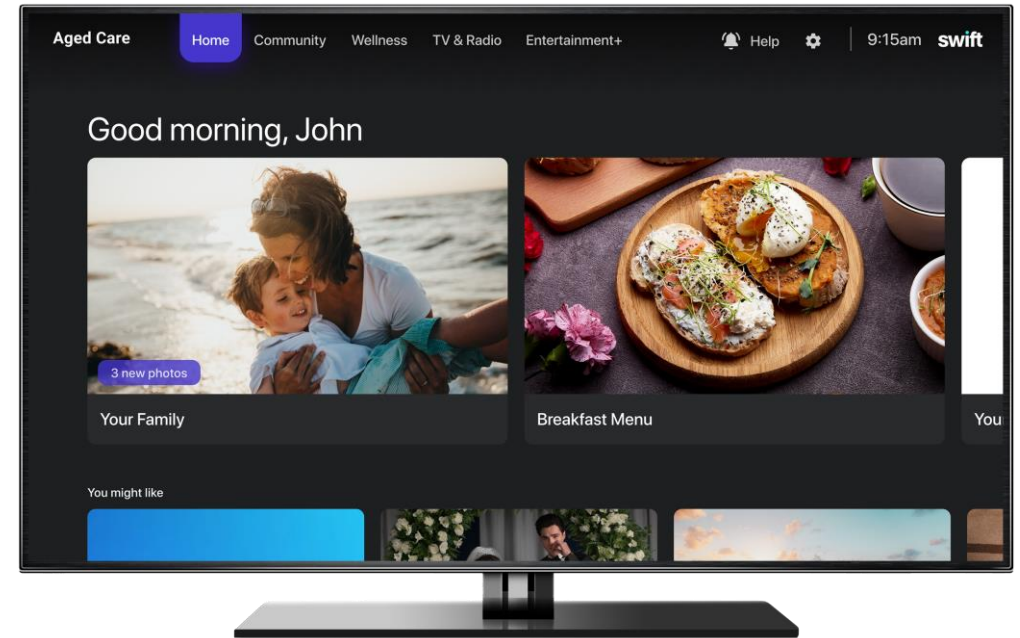 Aged Care Home Community Wellness TV & Radio Entertainment+ Help 9:15am swift
Good morning, John
3 new photos
Your Family
Breakfast Menu
You
You might like